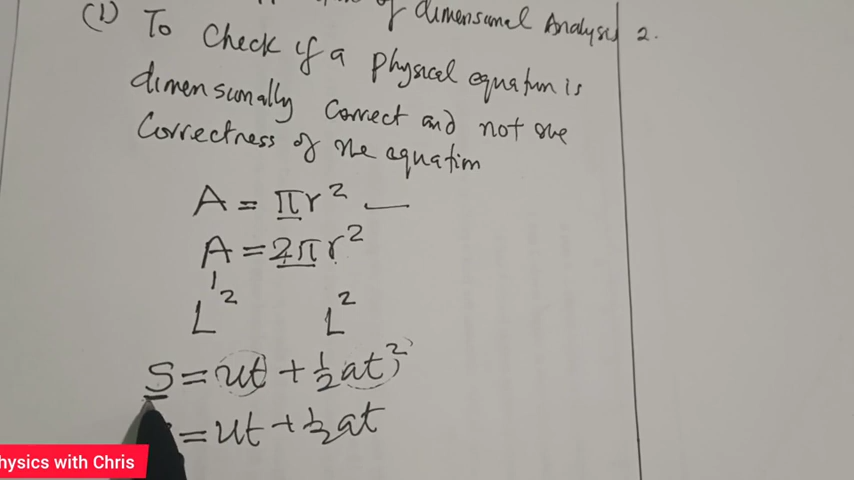 of dimensional Analysis 2.
(1) To Check if a physical equation is
dimensionally Correct and not the
Correctness of the equation
A = πr²
A = 2πr²
L² L²
S = ut + ½at²
= ut + ½at
hysics with Chris